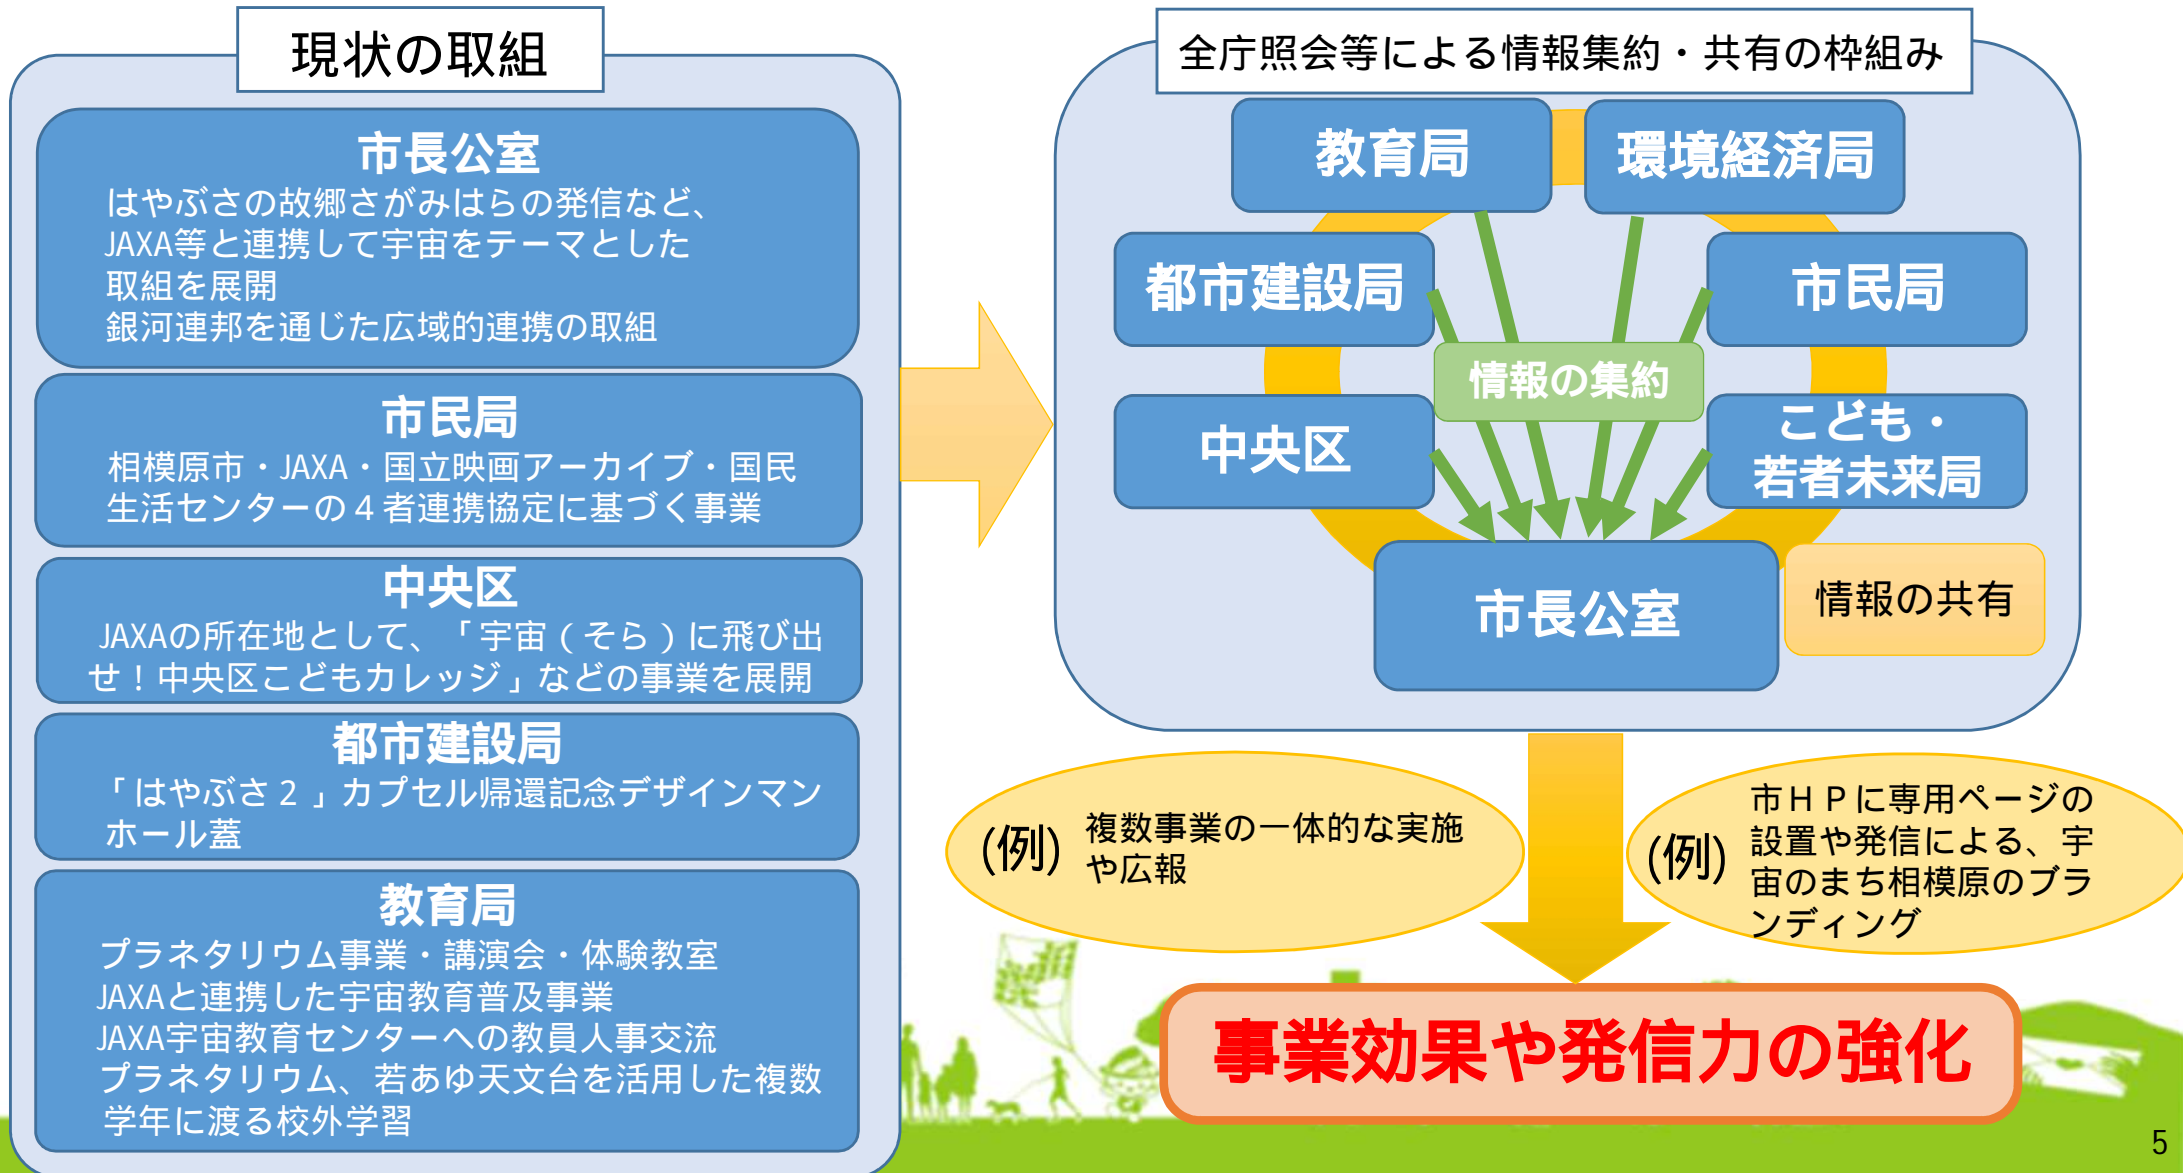 現状の取組
市長公室
はやぶさの故郷さがみはらの発信など、
JAXA等と連携して宇宙をテーマとした
取組を展開
銀河連邦を通じた広域的連携の取組
市民局
相模原市・JAXA・国立映画アーカイブ・国民
生活センターの４者連携協定に基づく事業
中央区
JAXAの所在地として、「宇宙（そら）に飛び出
せ！中央区こどもカレッジ」などの事業を展開
都市建設局
「はやぶさ２」カプセル帰還記念デザインマン
ホール蓋
教育局
プラネタリウム事業・講演会・体験教室
JAXAと連携した宇宙教育普及事業
JAXA宇宙教育センターへの教員人事交流
プラネタリウム、若あゆ天文台を活用した複数
学年に渡る校外学習
全庁照会等による情報集約・共有の枠組み
教育局
環境経済局
都市建設局
市民局
情報の集約
中央区
こども・
若者未来局
市長公室
情報の共有
(例)
複数事業の一体的な実施
や広報
(例)
市ＨＰに専用ページの
設置や発信による、宇
宙のまち相模原のブラ
ンディング
事業効果や発信力の強化
5